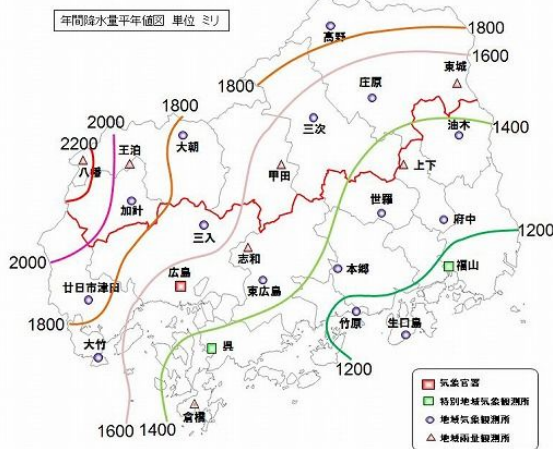 年間降水量平年値図 単位 ミリ
1800
高野
1600
1800
東城
庄原
1800
2000
三次
油木
1400
2200
王泊
大朝
八幡
甲田
上下
加計
世羅
府中
三入
1200
志和
2000
広島
本郷
福山
廿日市津田
東広島
1800
竹原
生口島
大竹
呉
1200
倉橋
1600
1400
気象官署
特別地域気象観測所
地域気象観測所
地域雨量観測所